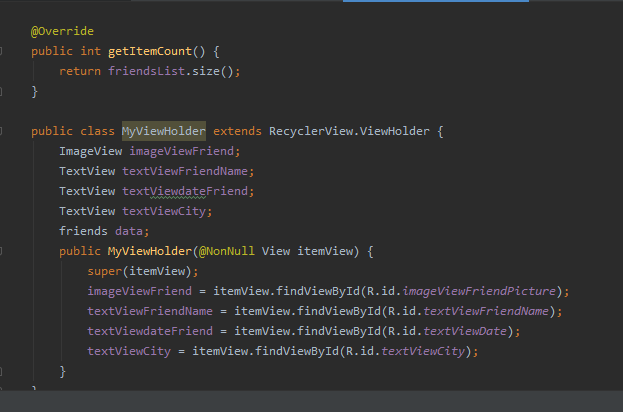 @Override
public int getItemCount() {
return friendsList.size();
}
public class MyViewHolder extends RecyclerView.ViewHolder {
ImageView imageViewFriend;
TextView textViewFriendName;
TextView textViewdateFriend;
TextView textViewCity;
friends data;
public MyViewHolder(@NonNull View itemView) {
super(itemView);
imageViewFriend = itemView.findViewById(R.id.imageViewFriendPicture);
textViewFriendName = itemView.findViewById(R.id.textViewFriendName);
textViewdateFriend = itemView.findViewById(R.id.textViewDate);
textViewCity = itemView.findViewById(R.id.textViewCity);
}
}